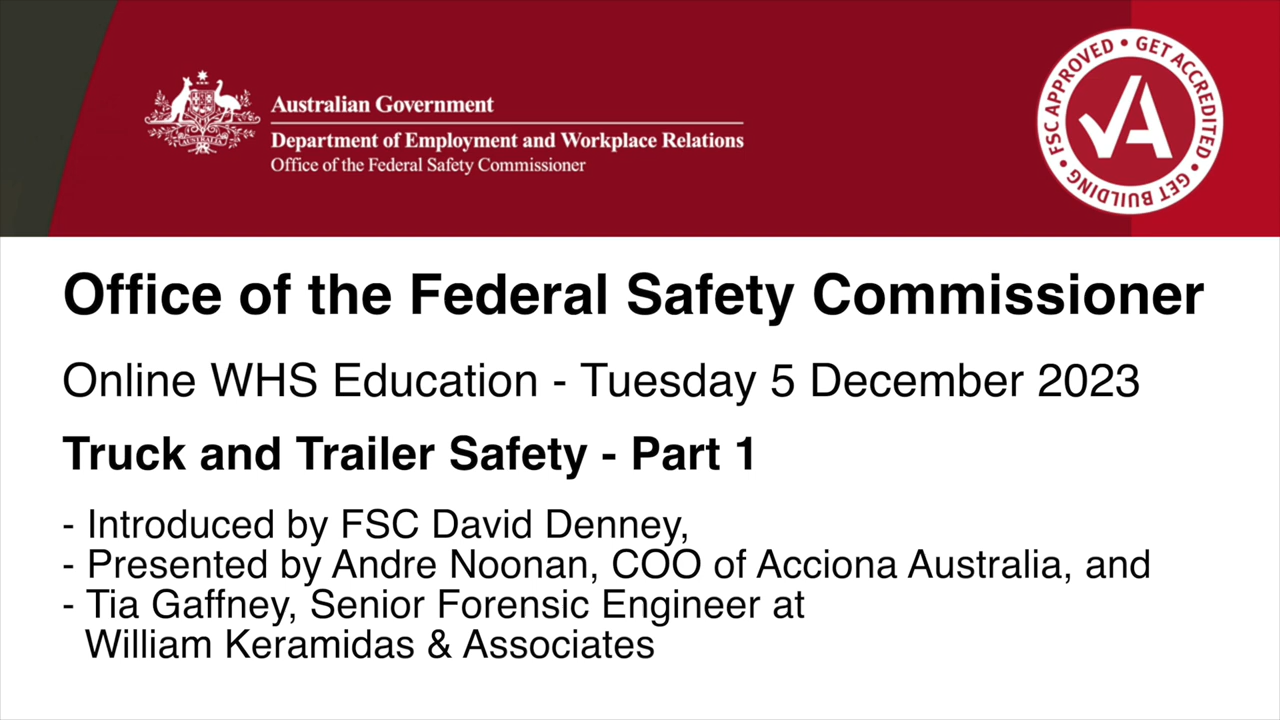 Australian Government
Department of Employment and Workplace Relations
Office of the Federal Safety Commissioner
AUSTRALIA
FSC APPROVED • GET ACCREDITED • GET BUILDING •
Office of the Federal Safety Commissioner
Online WHS Education - Tuesday 5 December 2023
Truck and Trailer Safety - Part 1
- Introduced by FSC David Denney,
- Presented by Andre Noonan, COO of Acciona Australia, and
- Tia Gaffney, Senior Forensic Engineer at
William Keramidas & Associates